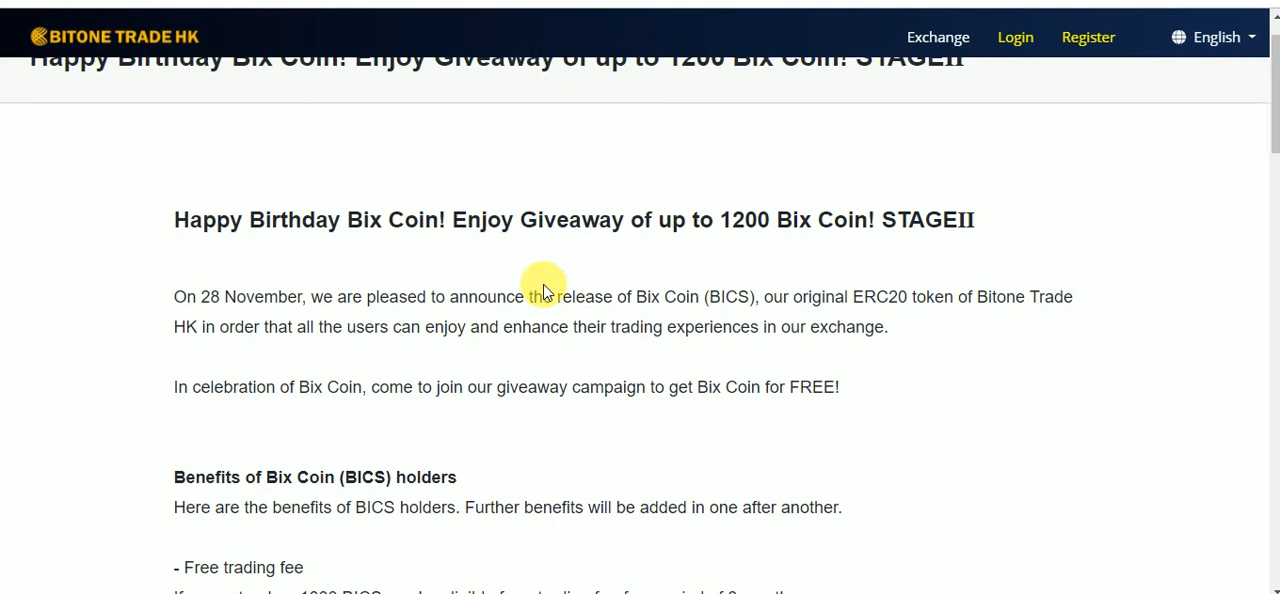 BITONE TRADE HK
Exchange Login Register English
Happy Birthday Bix Coin! Enjoy Giveaway of up to 1200 Bix Coin! STAGEII
Happy Birthday Bix Coin! Enjoy Giveaway of up to 1200 Bix Coin! STAGEII
On 28 November, we are pleased to announce the release of Bix Coin (BICS), our original ERC20 token of Bitone Trade
HK in order that all the users can enjoy and enhance their trading experiences in our exchange.
In celebration of Bix Coin, come to join our giveaway campaign to get Bix Coin for FREE!
Benefits of Bix Coin (BICS) holders
Here are the benefits of BICS holders. Further benefits will be added in one after another.
- Free trading fee